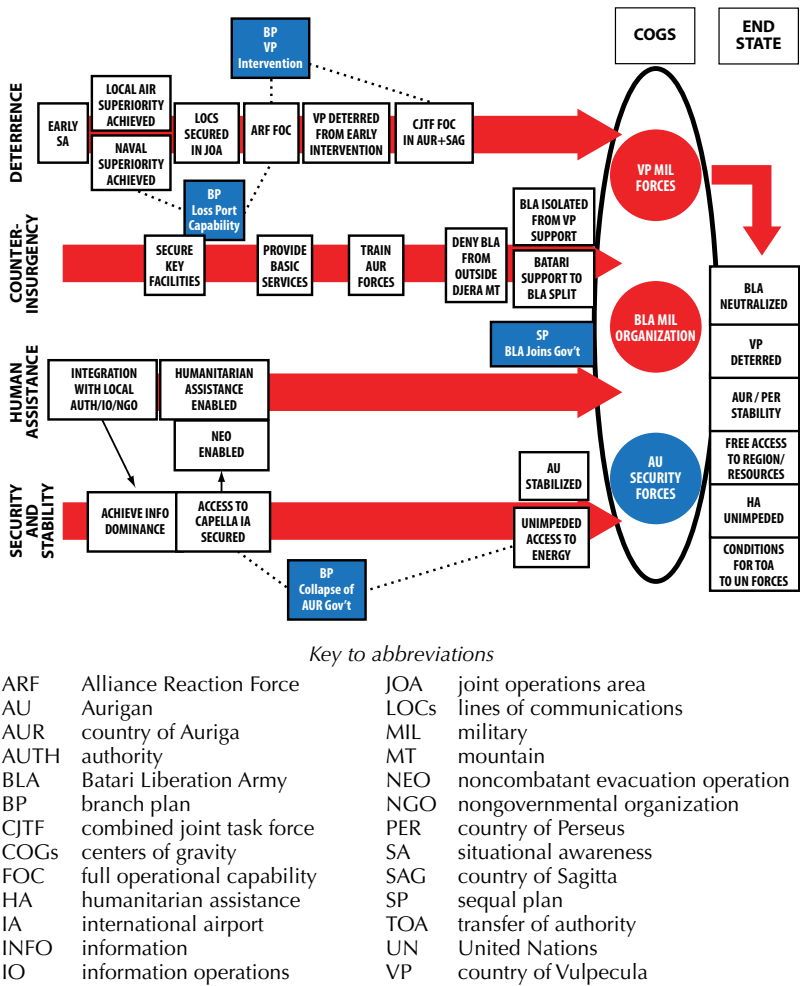 BP
VP
Intervention
COGS
END
STATE
DETERRENCE
EARLY
SA
LOCAL AIR
SUPERIORITY
ACHIEVED
NAVAL
SUPERIORITY
ACHIEVED
LOCS
SECURED
IN JOA
ARF FOC
VP DETERRED
FROM EARLY
INTERVENTION
CJTF FOC
IN AUR+SAG
VP MIL
FORCES
BP
Loss Port
Capability
COUNTER-
INSURGENCY
SECURE
KEY
FACILITIES
PROVIDE
BASIC
SERVICES
TRAIN
AUR
FORCES
DENY BLA
FROM
OUTSIDE
DJERA MT
BLA ISOLATED
FROM VP
SUPPORT
BATARI
SUPPORT TO
BLA SPLIT
BLA MIL
ORGANIZATION
SP
BLA Joins Gov't
HUMAN
ASSISTANCE
INTEGRATION
WITH LOCAL
AUTH/IO/NGO
HUMANITARIAN
ASSISTANCE
ENABLED
NEO
ENABLED
SECURITY
AND
STABILITY
ACHIEVE INFO
DOMINANCE
ACCESS TO
CAPELLA IA
SECURED
AU
STABILIZED
UNIMPEDED
ACCESS TO
ENERGY
AU
SECURITY
FORCES
BP
Collapse of
AUR Gov't
BLA
NEUTRALIZED
VP
DETERRED
AUR / PER
STABILITY
FREE ACCESS
TO REGION/
RESOURCES
HA
UNIMPEDED
CONDITIONS
FOR TOA
TO UN FORCES
Key to abbreviations
ARF Alliance Reaction Force
AU Aurigan
AUR country of Auriga
AUTH authority
BLA Batari Liberation Army
BP branch plan
CJTF combined joint task force
COGs centers of gravity
FOC full operational capability
HA humanitarian assistance
IA international airport
INFO information
IO information operations
JOA joint operations area
LOCs lines of communications
MIL military
MT mountain
NEO noncombatant evacuation operation
NGO nongovernmental organization
PER country of Perseus
SA situational awareness
SAG country of Sagitta
SP sequal plan
TOA transfer of authority
UN United Nations
VP country of Vulpecula